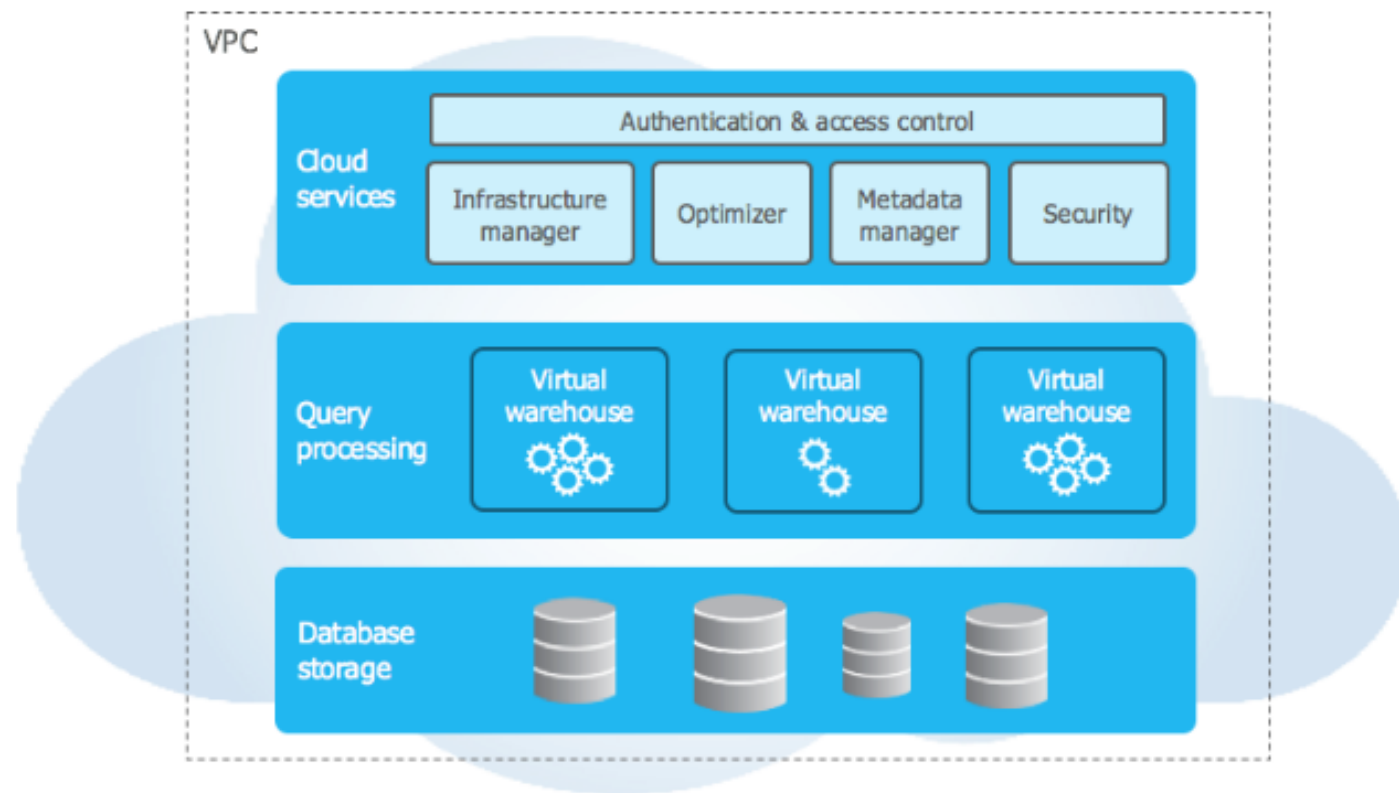 VPC
Authentication & access control
Cloud
services
Infrastructure
manager
Optimizer
Metadata
manager
Security
Query
processing
Virtual
warehouse
Virtual
warehouse
Virtual
warehouse
Database
storage